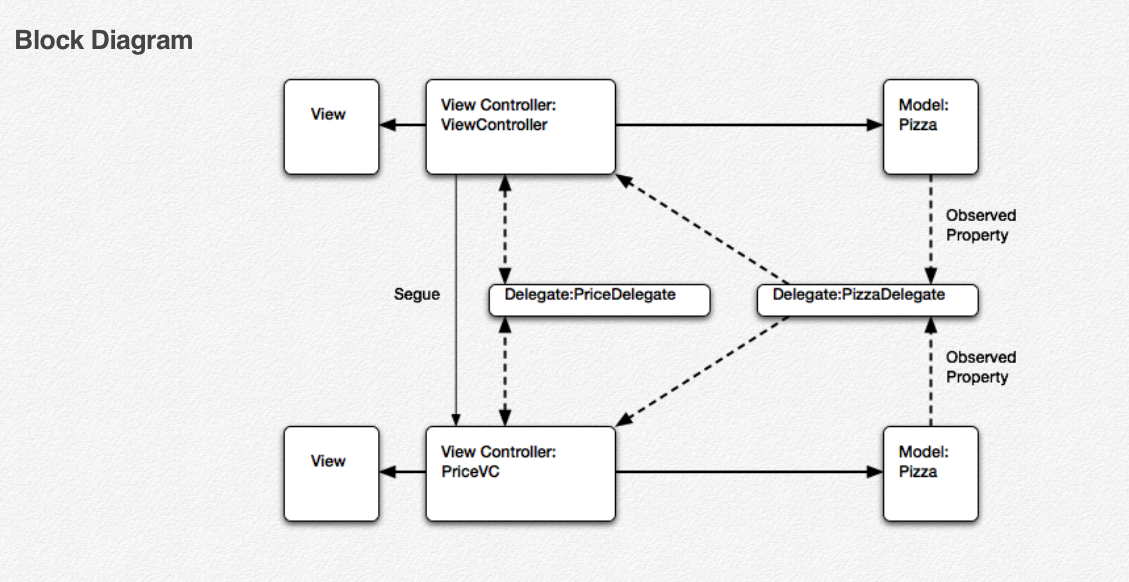 Block Diagram
View
View Controller:
ViewController
Model:
Pizza
Observed
Property
Segue
Delegate:PriceDelegate
Delegate:PizzaDelegate
Observed
Property
View
View Controller:
PriceVC
Model:
Pizza